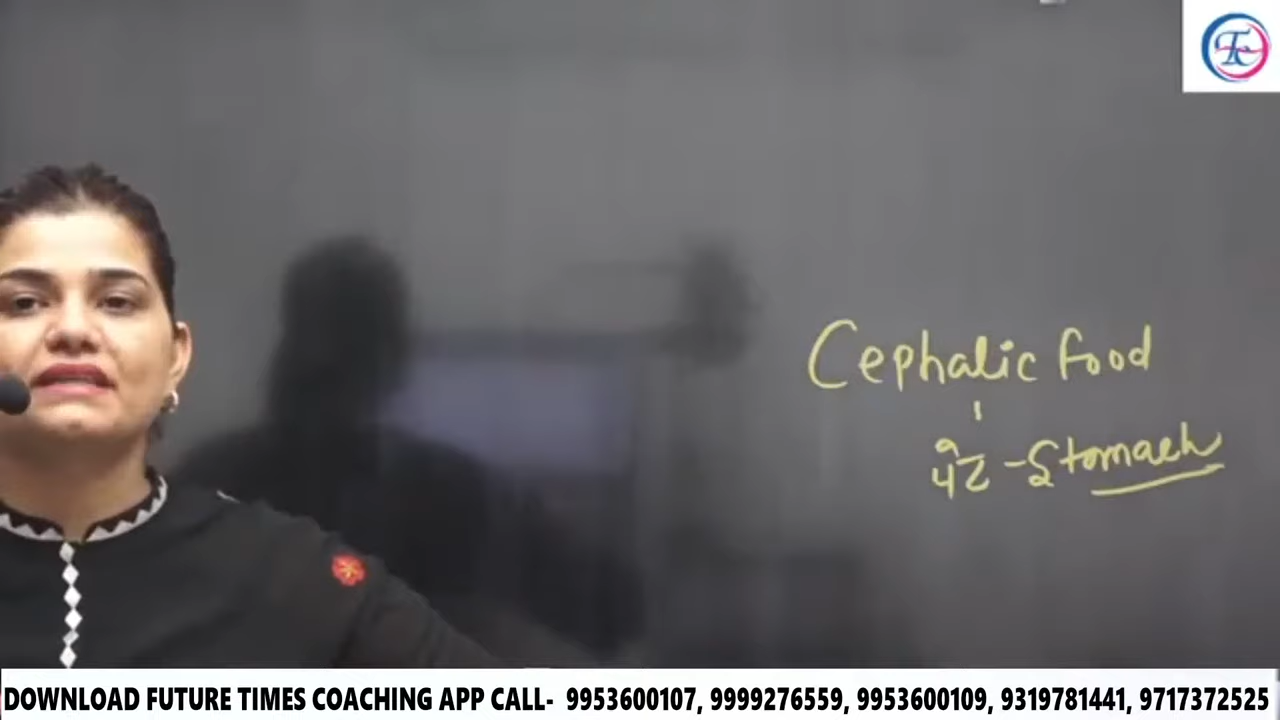 Cephalic food
पेट - Stomach
DOWNLOAD FUTURE TIMES COACHING APP CALL- 9953600107, 9999276559, 9953600109, 9319781441, 9717372525